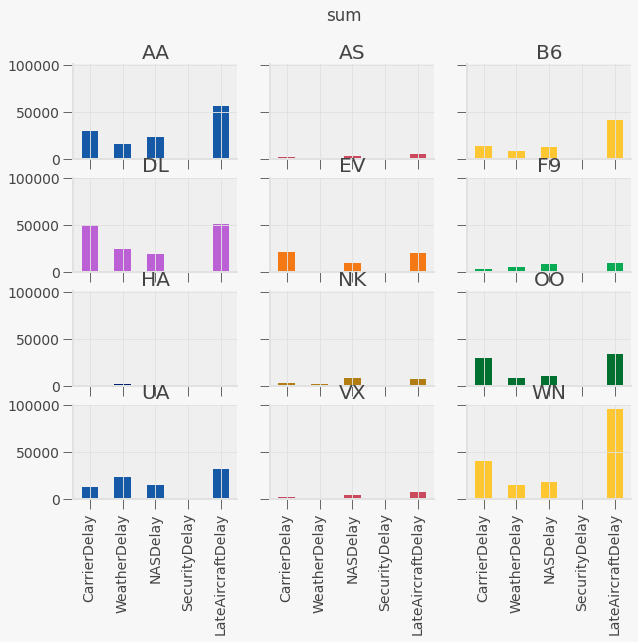 sum
AA AS B6
100000
50000
0
DL EV F9
100000
50000
0
HA NK OO
100000
50000
0
UA VX WN
100000
50000
0
CarrierDelay WeatherDelay NASDelay SecurityDelay LateAircraftDelay CarrierDelay WeatherDelay NASDelay SecurityDelay LateAircraftDelay CarrierDelay WeatherDelay NASDelay SecurityDelay LateAircraftDelay